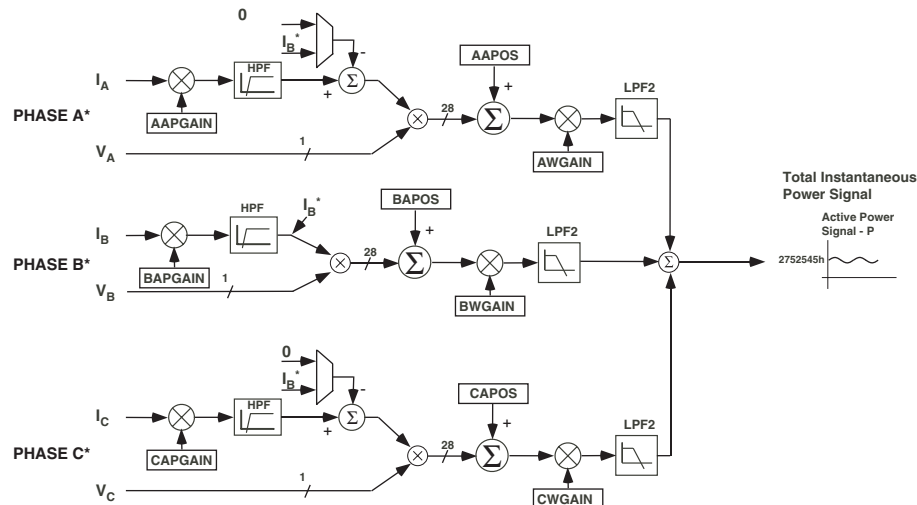 0
I_B*
AAPOS
+
-
HPF
LPF2
I_A
Σ
+
28
Σ
PHASE A*
AAPGAIN
AWGAIN
V_A
1
Total Instantaneous
Power Signal
Active Power
Signal - P
2752545h
HPF
I_B*
BAPOS
+
LPF2
I_B
28
Σ
Σ
PHASE B*
BAPGAIN
1
BWGAIN
V_B
0
I_B*
CAPOS
+
-
HPF
LPF2
I_C
Σ
+
28
Σ
PHASE C*
CAPGAIN
CWGAIN
V_C
1